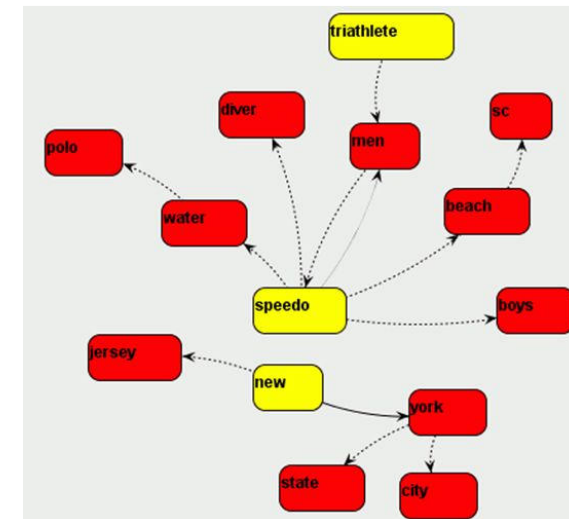 triathlete
diver
sc
men
polo
beach
water
speedo
boys
jersey
new
york
state
city